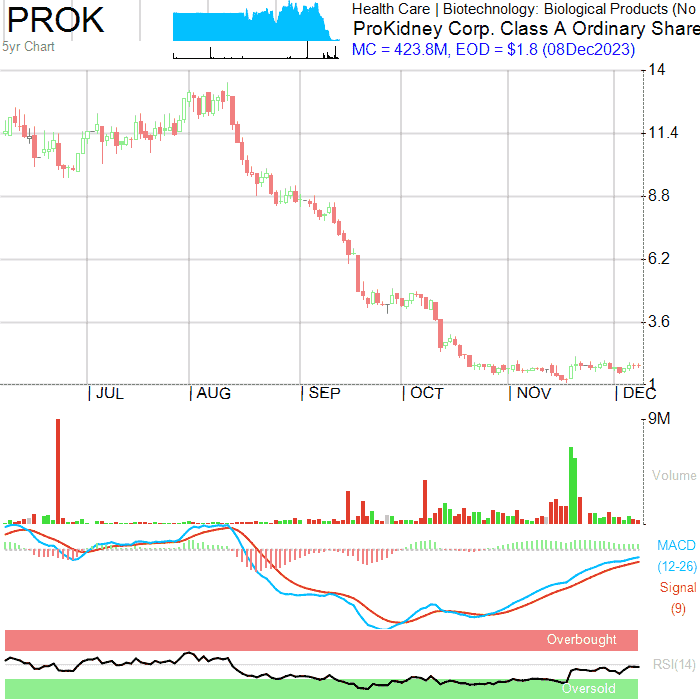 PROK
5yr Chart
Health Care | Biotechnology: Biological Products (No
ProKidney Corp. Class A Ordinary Share
MC = 423.8M, EOD = $1.8 (08Dec2023)
14
11.4
8.8
6.2
3.6
1
JUL AUG SEP OCT NOV DEC
9M
Volume
MACD
(12-26)
Signal
(9)
Overbought
RSI(14)
Oversold